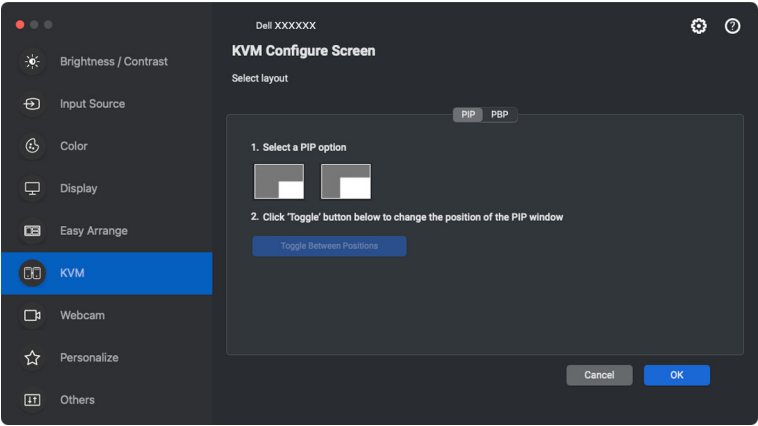 Dell XXXXXX
KVM Configure Screen
Select layout
Brightness / Contrast
Input Source
Color
Display
Easy Arrange
KVM
Webcam
Personalize
Others
PIP PBP
1. Select a PIP option
2. Click 'Toggle' button below to change the position of the PIP window
Toggle Between Positions
Cancel OK